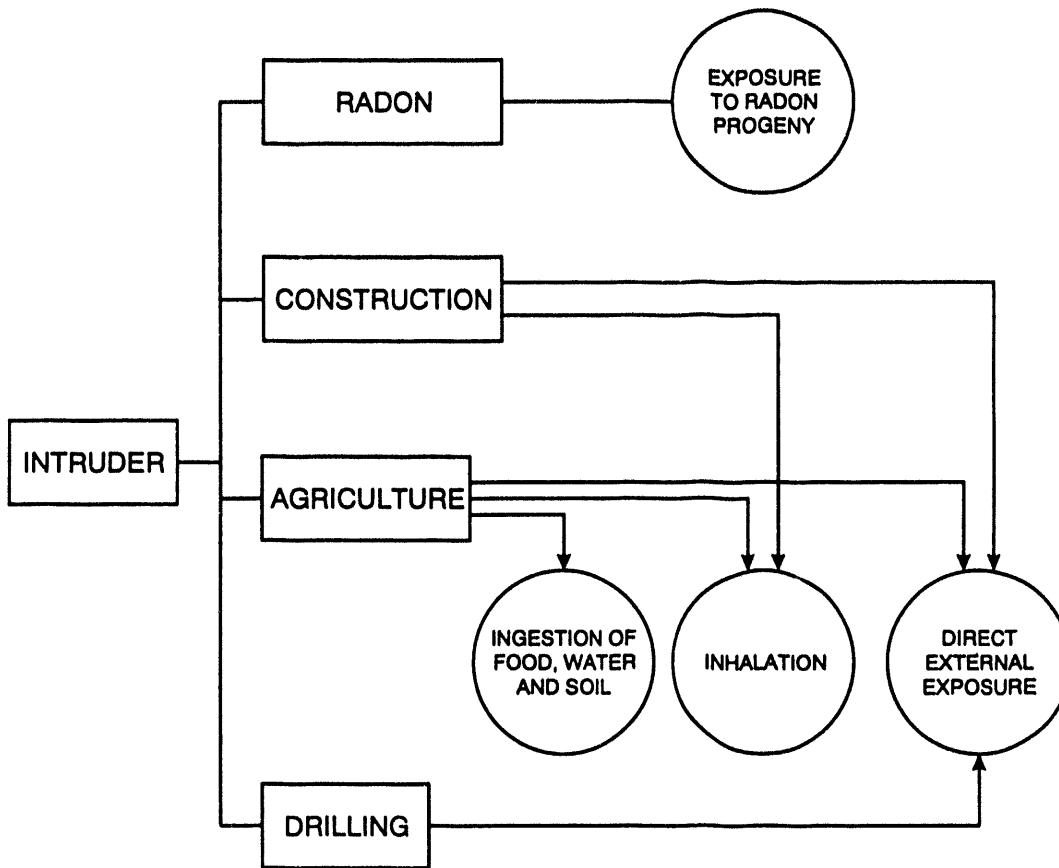 RADON
EXPOSURE
TO RADON
PROGENY
CONSTRUCTION
INTRUDER
AGRICULTURE
INGESTION OF
FOOD, WATER
AND SOIL
INHALATION
DIRECT
EXTERNAL
EXPOSURE
DRILLING